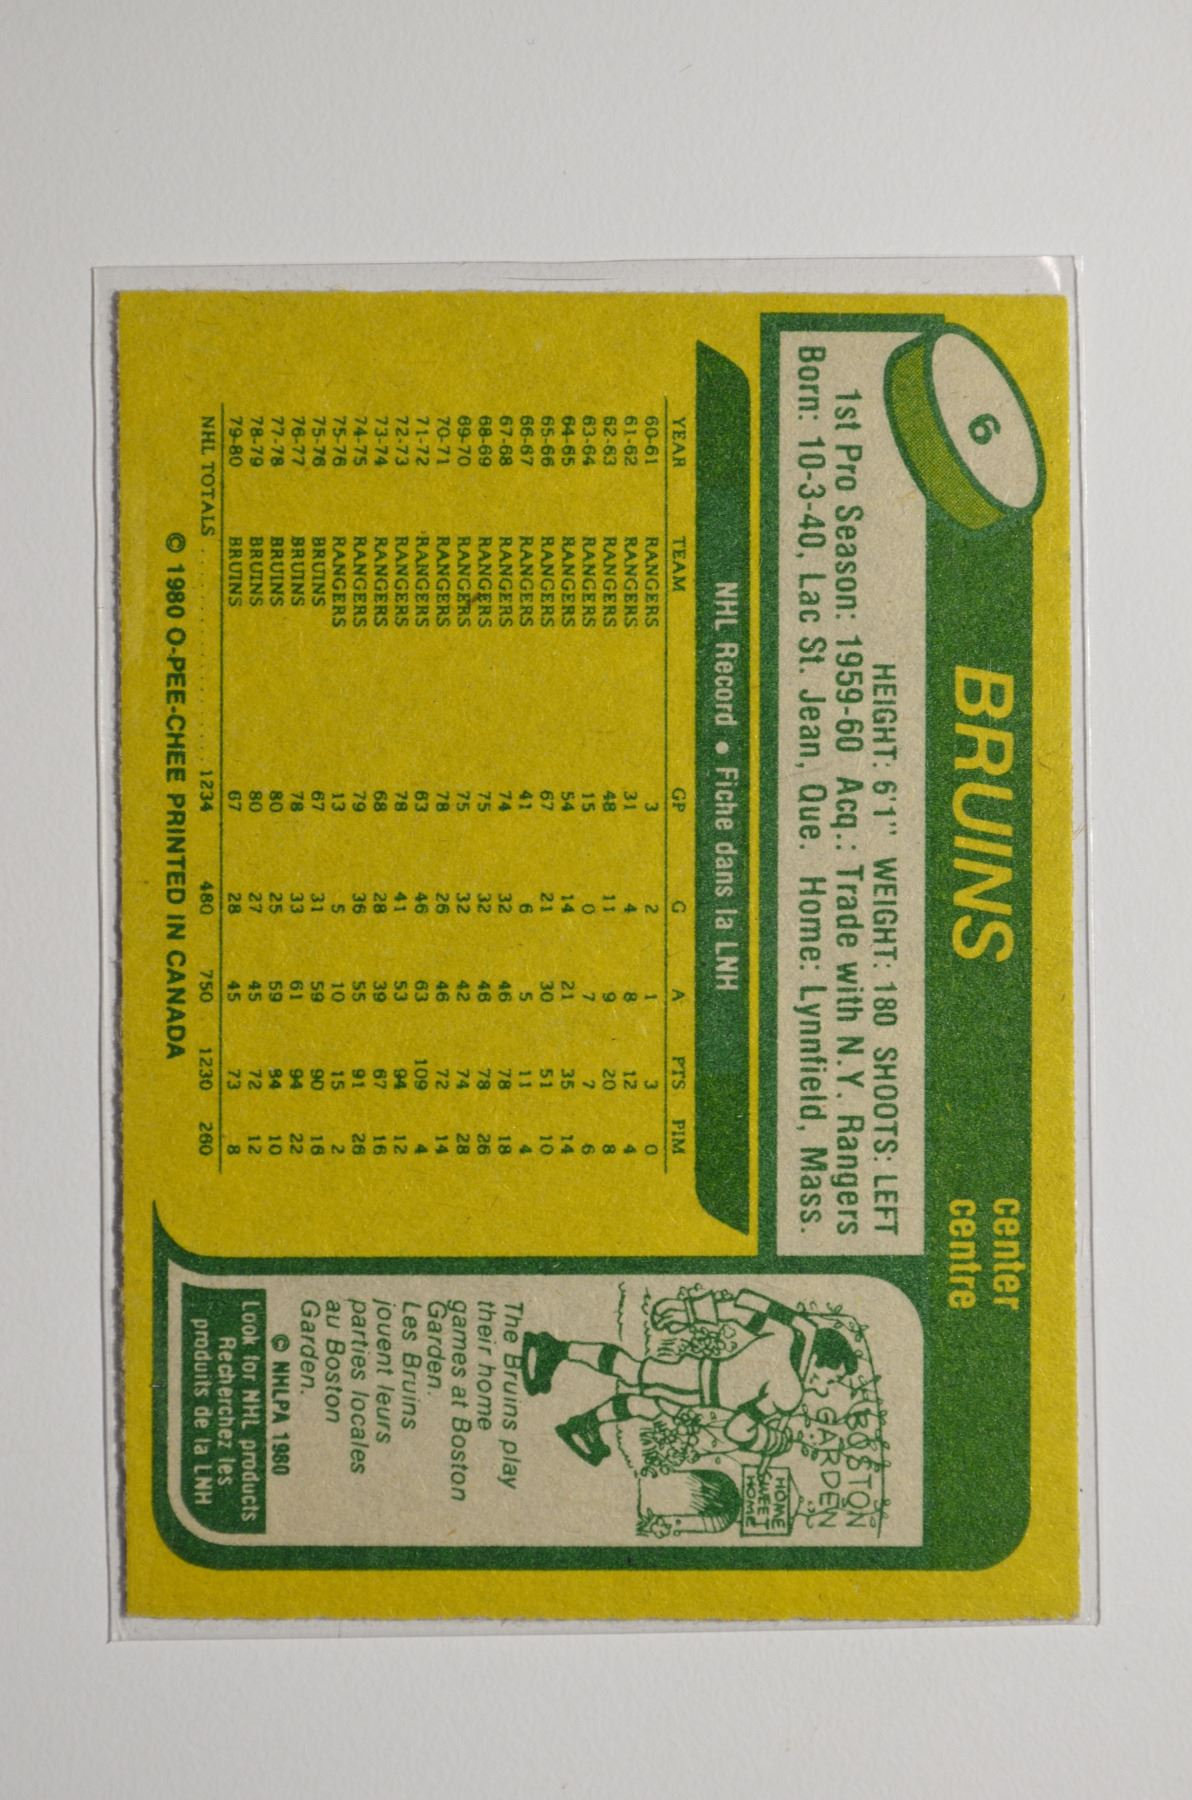 6
BRUINS
center
centre
HEIGHT: 6'1" WEIGHT: 180 SHOOTS: LEFT
1st Pro Season: 1959-60 Acq.: Trade with N.Y. Rangers
Born: 10-3-40, Lac St. Jean, Que. Home: Lynnfield, Mass.
NHL Record • Fiche dans la LNH
YEAR TEAM GP G A PTS PIM
60-61 RANGERS 3 2 1 3 0
61-62 RANGERS 31 4 8 12 4
62-63 RANGERS 48 11 9 20 8
63-64 RANGERS 15 0 7 7 6
64-65 RANGERS 54 14 21 35 14
65-66 RANGERS 67 21 30 51 10
66-67 RANGERS 41 6 5 11 4
67-68 RANGERS 74 32 46 78 18
68-69 RANGERS 75 32 46 78 26
69-70 RANGERS 75 32 42 74 28
70-71 RANGERS 78 26 46 72 14
71-72 RANGERS 63 46 63 109 4
72-73 RANGERS 78 41 53 94 12
73-74 RANGERS 68 28 39 67 16
74-75 RANGERS 79 36 55 91 26
75-76 RANGERS 13 5 10 15 2
75-76 BRUINS 67 31 59 90 16
76-77 BRUINS 78 33 61 94 22
77-78 BRUINS 80 25 59 84 10
78-79 BRUINS 80 27 45 72 12
79-80 BRUINS 67 28 45 73 8
NHL TOTALS 1234 480 750 1230 260
© 1980 O-PEE-CHEE PRINTED IN CANADA
BOSTON
GARDEN
HOME
SWEET
HOME
The Bruins play
their home
games at Boston
Garden.
Les Bruins
jouent leurs
parties locales
au Boston
Garden.
© NHLPA 1980
Look for NHL products
Recherchez les
produits de la LNH